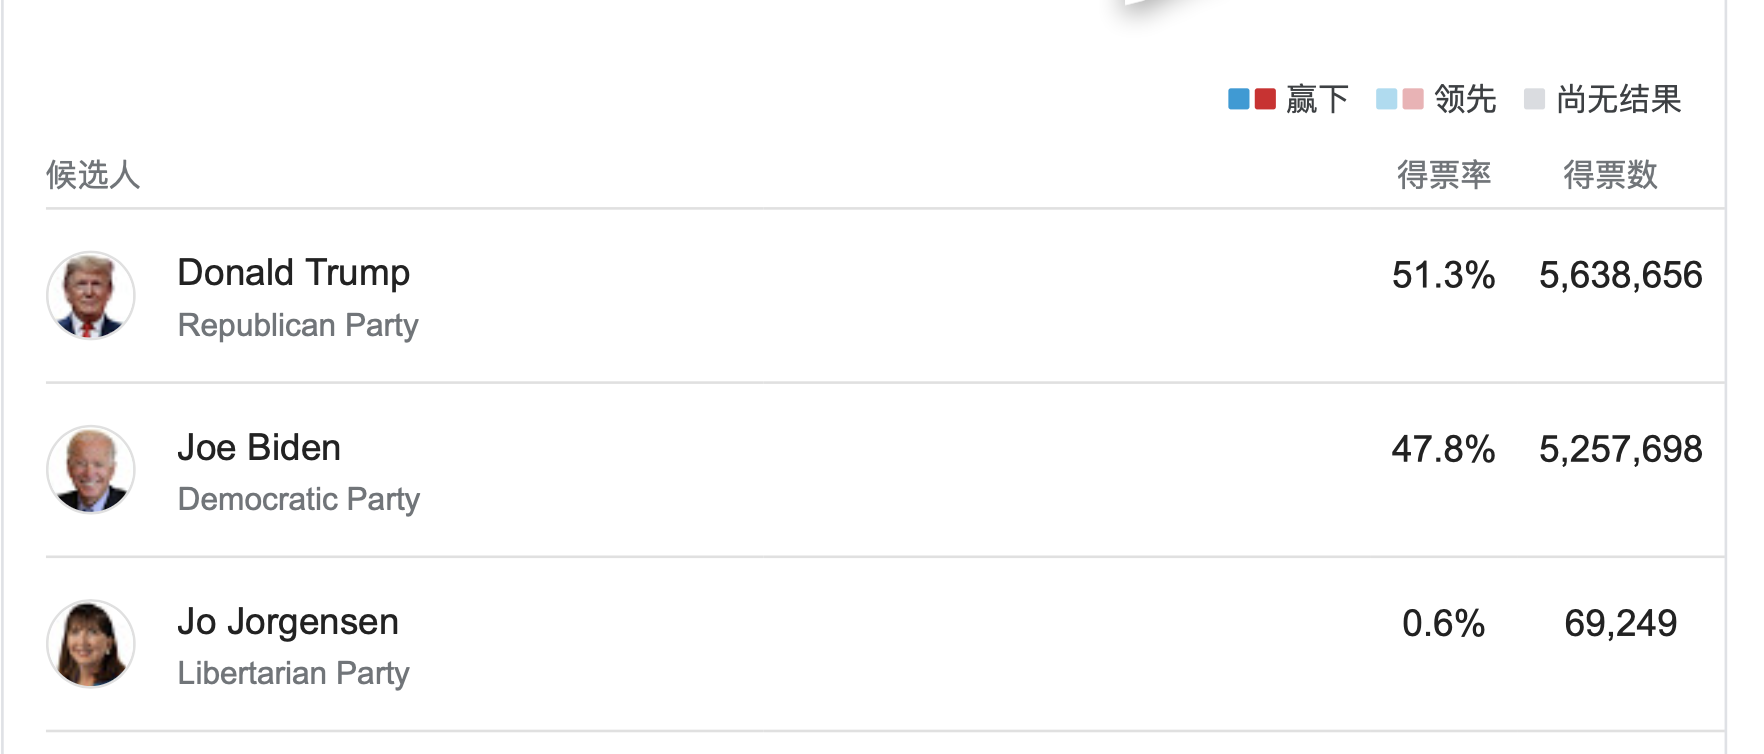 赢下 领先 尚无结果
候选人 得票率 得票数
Donald Trump 51.3% 5,638,656
Republican Party
Joe Biden 47.8% 5,257,698
Democratic Party
Jo Jorgensen 0.6% 69,249
Libertarian Party